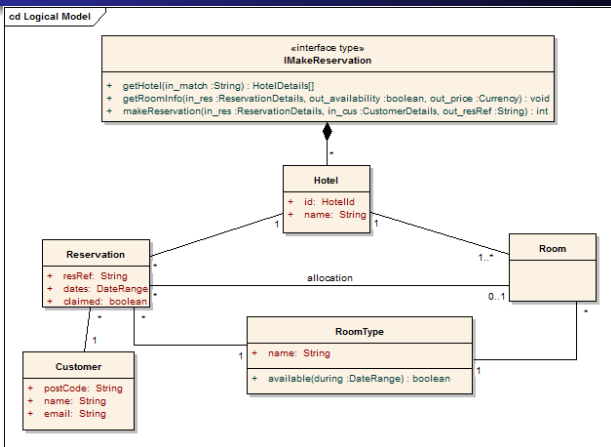 cd Logical Model
«interface type»
IMakeReservation
+ getHotel(in_match :String) : HotelDetails[]
+ getRoomInfo(in_res :ReservationDetails, out_availability :boolean, out_price :Currency) : void
+ makeReservation(in_res :ReservationDetails, in_cus :CustomerDetails, out_resRef :String) : int
*
Hotel
+ id: HotelId
+ name: String
1
1
Reservation
+ resRef: String
+ dates: DateRange
+ claimed: boolean
*
*
Room
1..*
allocation
0..1
*
*
*
1
1
1
RoomType
+ name: String
+ available(during :DateRange) : boolean
Customer
+ postCode: String
+ name: String
+ email: String